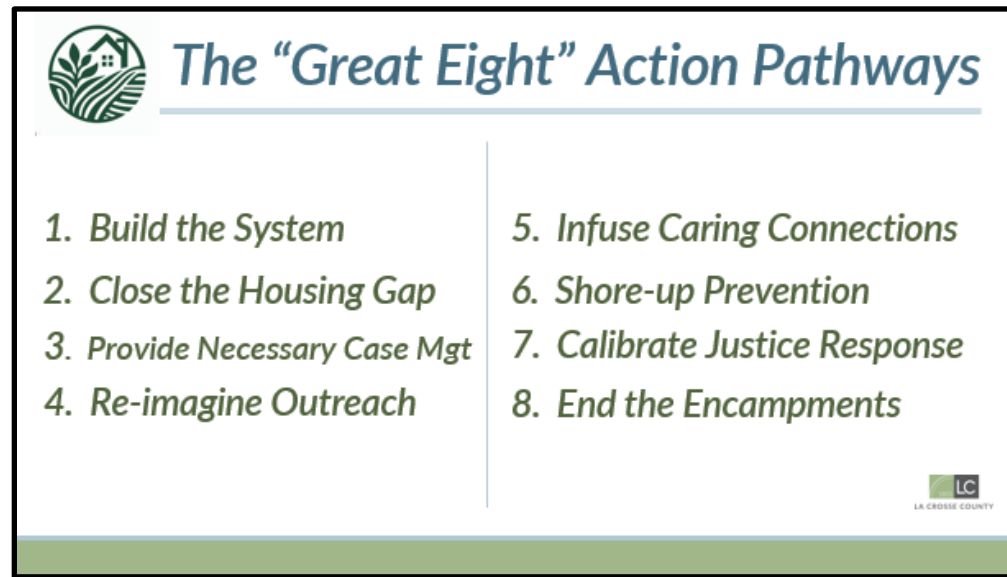 The “Great Eight” Action Pathways
1. Build the System
2. Close the Housing Gap
3. Provide Necessary Case Mgt
4. Re-imagine Outreach
5. Infuse Caring Connections
6. Shore-up Prevention
7. Calibrate Justice Response
8. End the Encampments
LC
LA CROSSE COUNTY